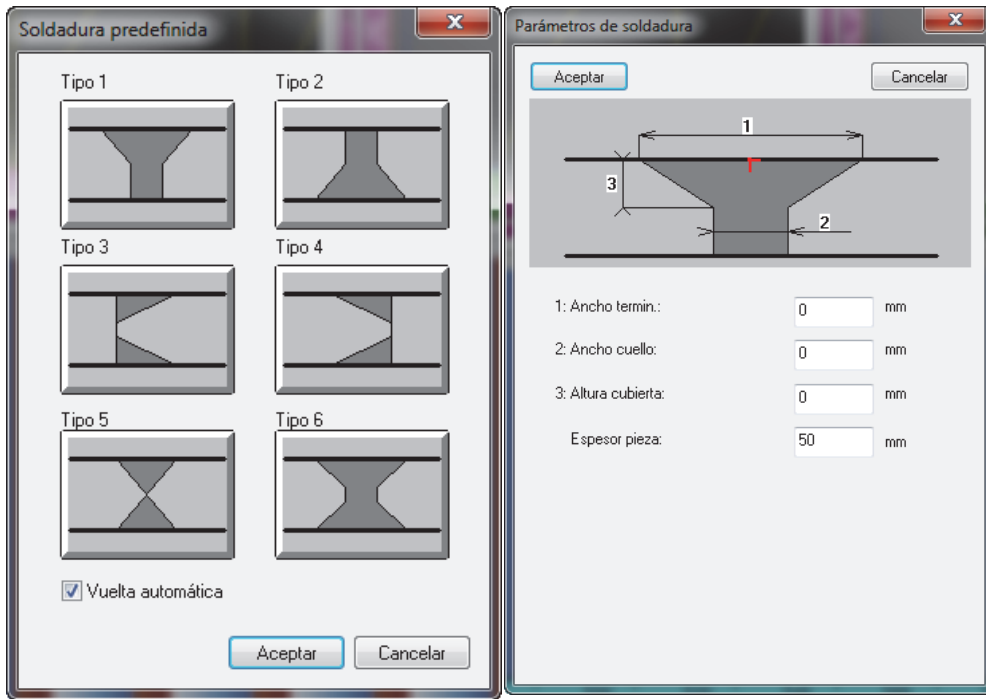 Soldadura predefinida
Tipo 1 Tipo 2
Tipo 3 Tipo 4
Tipo 5 Tipo 6
Vuelta automática
Aceptar Cancelar
Parámetros de soldadura
Aceptar Cancelar
1
3
2
1: Ancho termin.: 0 mm
2: Ancho cuello: 0 mm
3: Altura cubierta: 0 mm
Espesor pieza: 50 mm